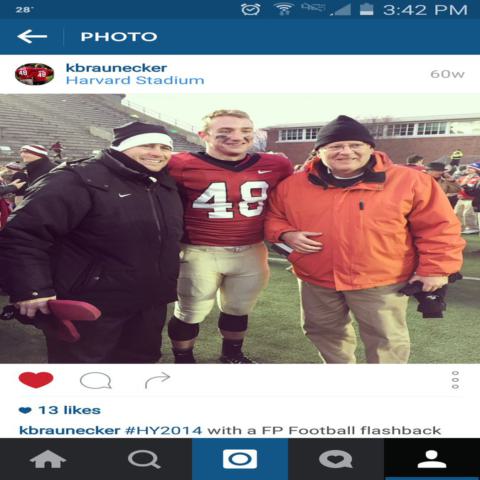 28°
3:42 PM
PHOTO
kbraunecker
Harvard Stadium
60w
48
13 likes
kbraunecker #HY2014 with a FP Football flashback